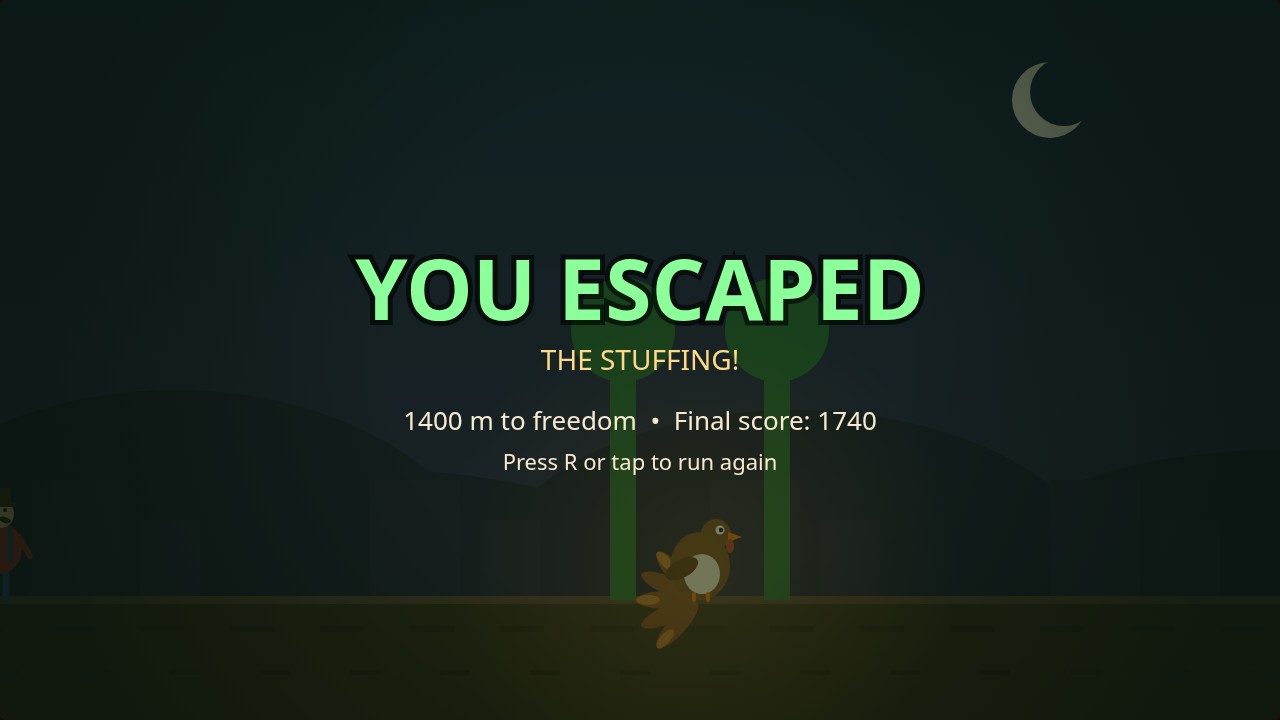 YOU ESCAPED
THE STUFFING!
1400 m to freedom • Final score: 1740
Press R or tap to run again